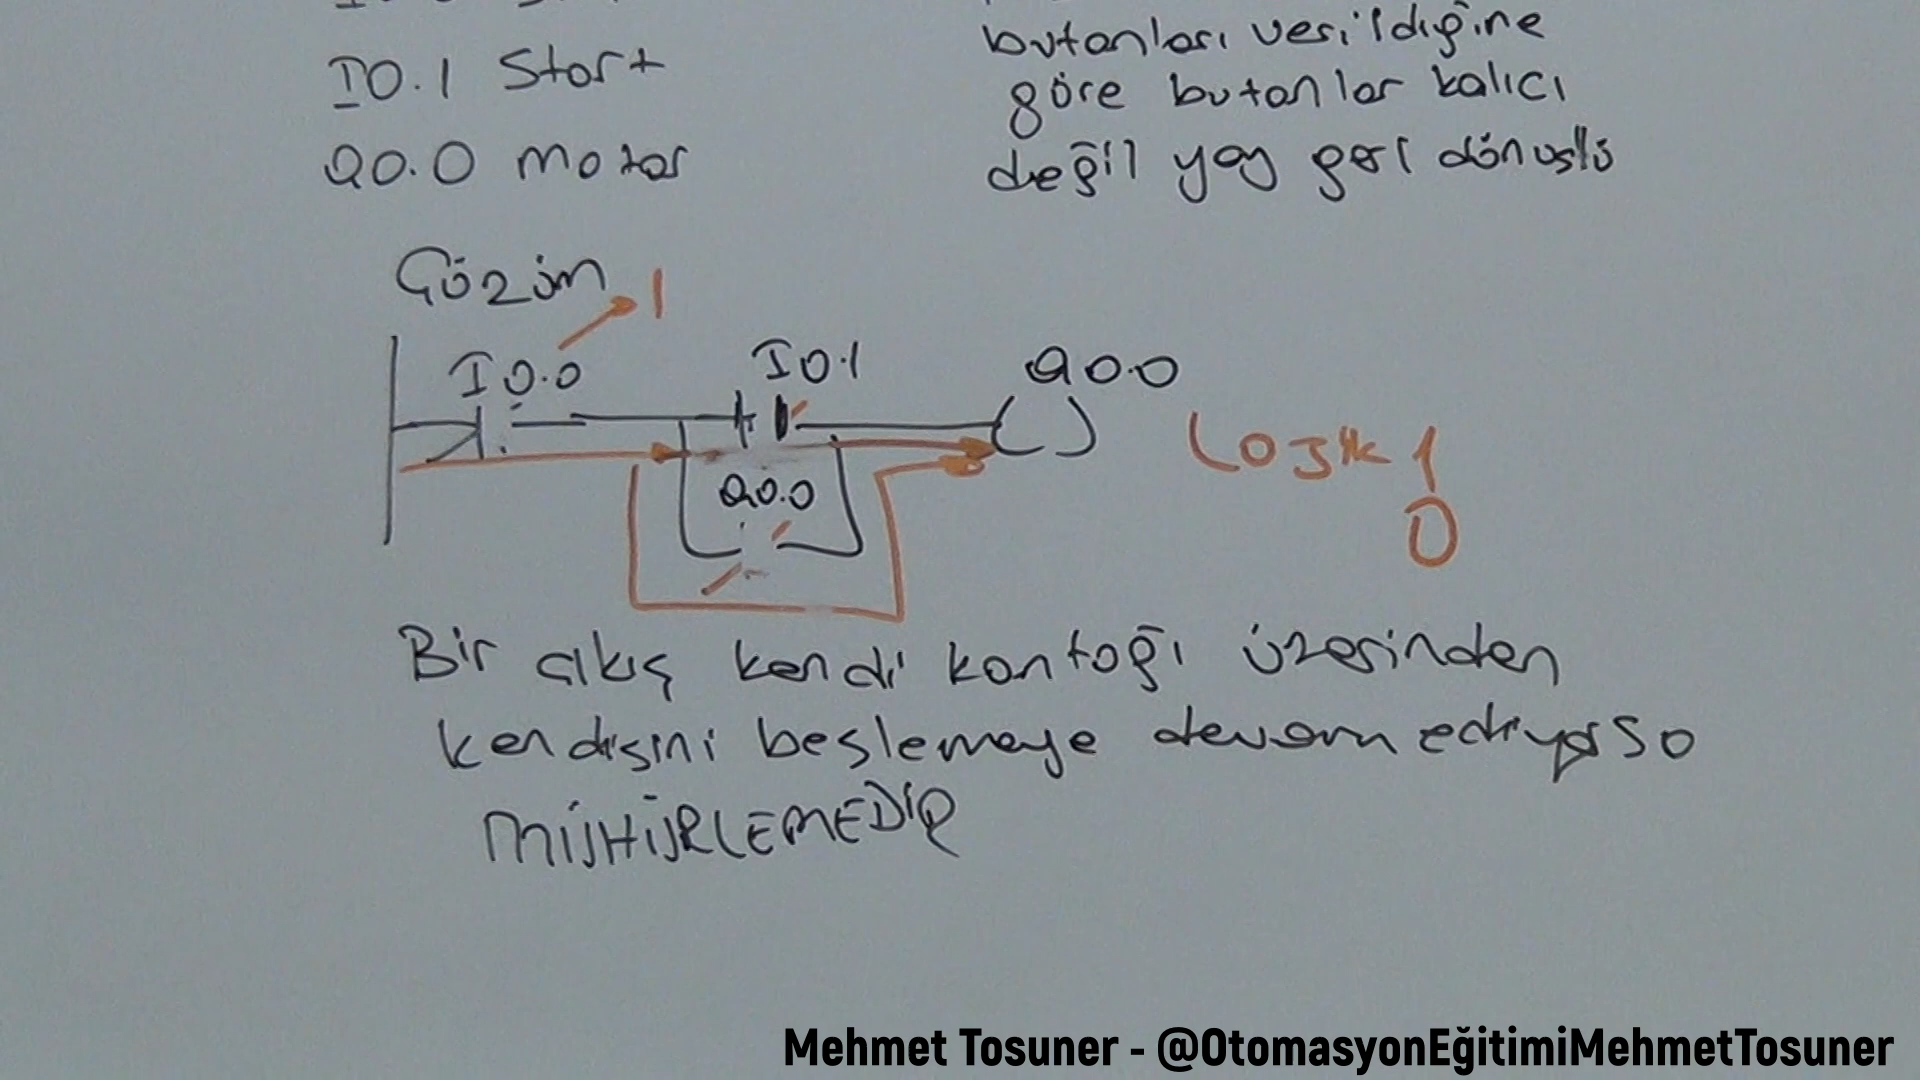 butonları verildiğine
I0.1 Start
göre butonlar kalıcı
Q0.0 motor
değil yay geri dönüşlü
Çözüm 1
I0.0 I0.1 Q0.0
Lojik 1
Q0.0
0
Bir çıkış kendi kontağı üzerinden
kendisini beslemeye devam ediyorsa
MÜHÜRLEMEDİR
Mehmet Tosuner - @OtomasyonEğitimiMehmetTosuner